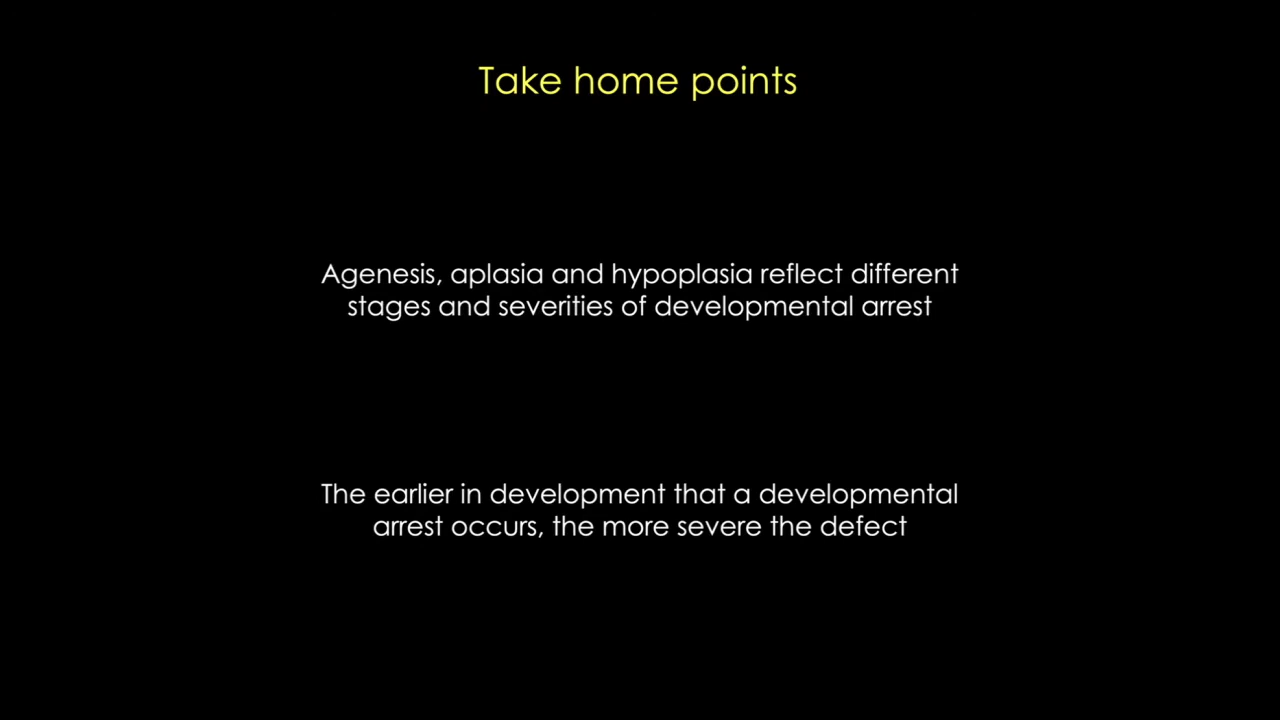 Take home points
Agenesis, aplasia and hypoplasia reflect different
stages and severities of developmental arrest
The earlier in development that a developmental
arrest occurs, the more severe the defect